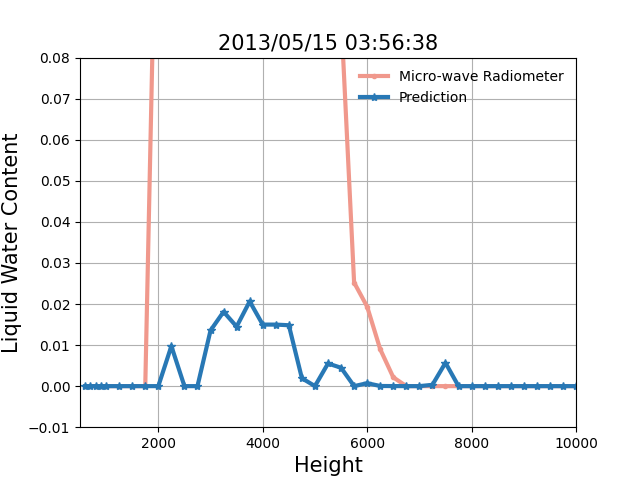 2013/05/15 03:56:38
Micro-wave Radiometer
Prediction
Liquid Water Content
0.08
0.07
0.06
0.05
0.04
0.03
0.02
0.01
0.00
−0.01
2000 4000 6000 8000 10000
Height